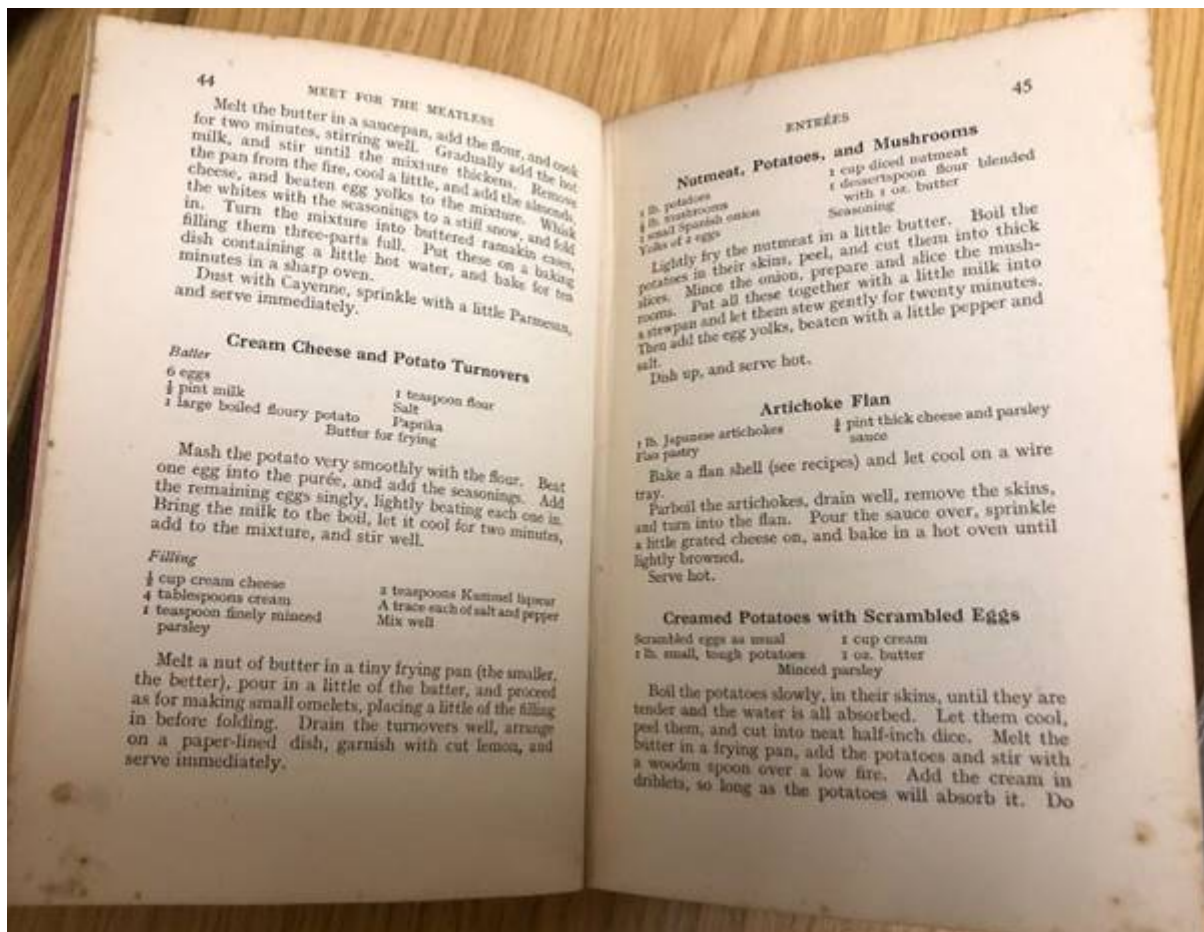 44
MEET FOR THE MEATLESS
Melt the butter in a saucepan, add the flour, and cook
for two minutes, stirring well. Gradually add the hot
milk, and stir until the mixture thickens. Remove
the pan from the fire, cool a little, and add the almonds,
cheese, and beaten egg yolks to the mixture. Whisk
the whites with the seasonings to a stiff snow, and fold
in. Turn the mixture into buttered ramakin cases,
filling them three-parts full. Put these on a baking
dish containing a little hot water, and bake for ten
minutes in a sharp oven.
Dust with Cayenne, sprinkle with a little Parmesan,
and serve immediately.
Cream Cheese and Potato Turnovers
Batter
6 eggs
pint milk
1 large boiled floury potato
1 teaspoon flour
Salt
Paprika
Butter for frying
Mash the potato very smoothly with the flour. Beat
one egg into the purée, and add the seasonings. Add
the remaining eggs singly, lightly beating each one in.
Bring the milk to the boil, let it cool for two minutes,
add to the mixture, and stir well.
Filling
cup cream cheese
4 tablespoons cream
1 teaspoon finely minced
parsley
2 teaspoons Kummel liqueur
A trace each of salt and pepper
Mix well
Melt a nut of butter in a tiny frying pan (the smaller,
the better), pour in a little of the batter, and proceed
as for making small omelets, placing a little of the filling
in before folding. Drain the turnovers well, arrange
on a paper-lined dish, garnish with cut lemon, and
serve immediately.
45
ENTRÉES
Nutmeat, Potatoes, and Mushrooms
1 lb. potatoes
lb. mushrooms
1 small Spanish onion
Yolks of 2 eggs
1 cup diced nutmeat
1 dessertspoon flour blended
with 1 oz. butter
Seasoning
Lightly fry the nutmeat in a little butter. Boil the
potatoes in their skins, peel, and cut them into thick
slices. Mince the onion, prepare and slice the mush-
rooms. Put all these together with a little milk into
a stewpan and let them stew gently for twenty minutes.
Then add the egg yolks, beaten with a little pepper and
salt.
Dish up, and serve hot.
Artichoke Flan
1 lb. Japanese artichokes
Flan pastry
pint thick cheese and parsley
sauce
Bake a flan shell (see recipes) and let cool on a wire
tray.
Parboil the artichokes, drain well, remove the skins,
and turn into the flan. Pour the sauce over, sprinkle
a little grated cheese on, and bake in a hot oven until
lightly browned.
Serve hot.
Creamed Potatoes with Scrambled Eggs
Scrambled eggs as usual
1 lb. small, tough potatoes
1 cup cream
1 oz. butter
Minced parsley
Boil the potatoes slowly, in their skins, until they are
tender and the water is all absorbed. Let them cool,
peel them, and cut into neat half-inch dice. Melt the
butter in a frying pan, add the potatoes and stir with
a wooden spoon over a low fire. Add the cream in
driblets, so long as the potatoes will absorb it. Do